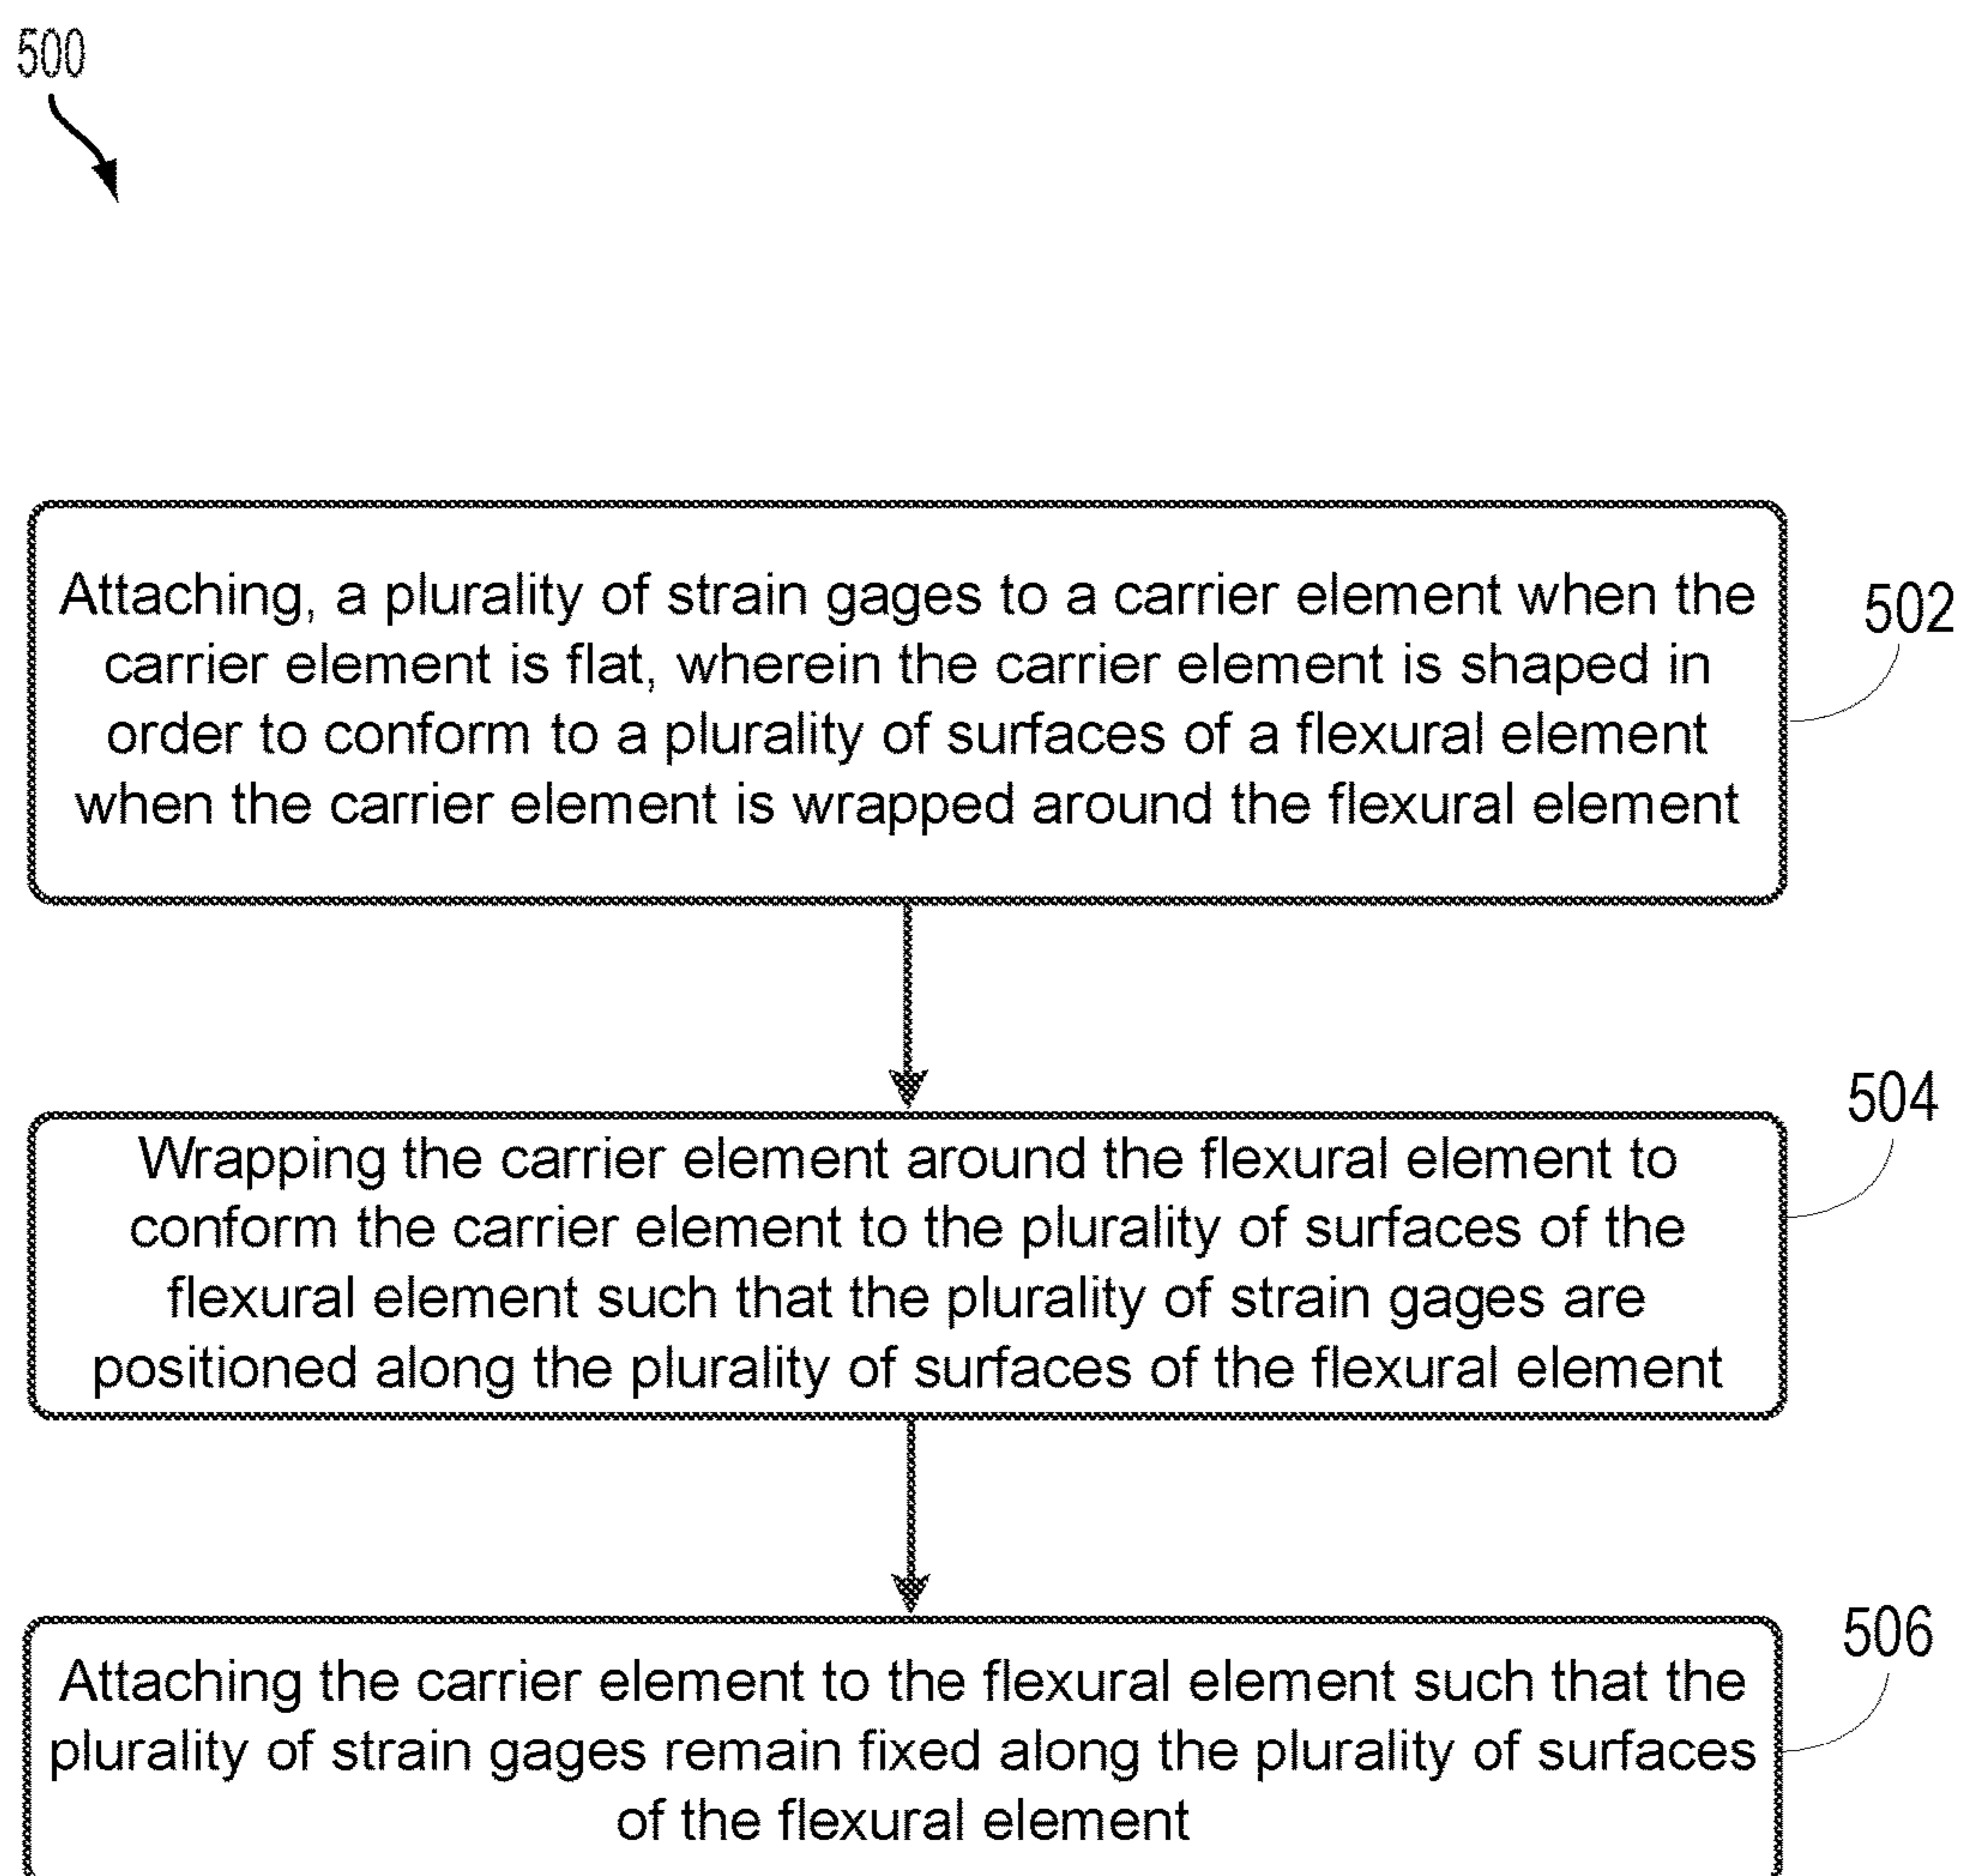 500
Attaching, a plurality of strain gages to a carrier element when the
carrier element is flat, wherein the carrier element is shaped in
order to conform to a plurality of surfaces of a flexural element
when the carrier element is wrapped around the flexural element
502
504
Wrapping the carrier element around the flexural element to
conform the carrier element to the plurality of surfaces of the
flexural element such that the plurality of strain gages are
positioned along the plurality of surfaces of the flexural element
506
Attaching the carrier element to the flexural element such that the
plurality of strain gages remain fixed along the plurality of surfaces
of the flexural element